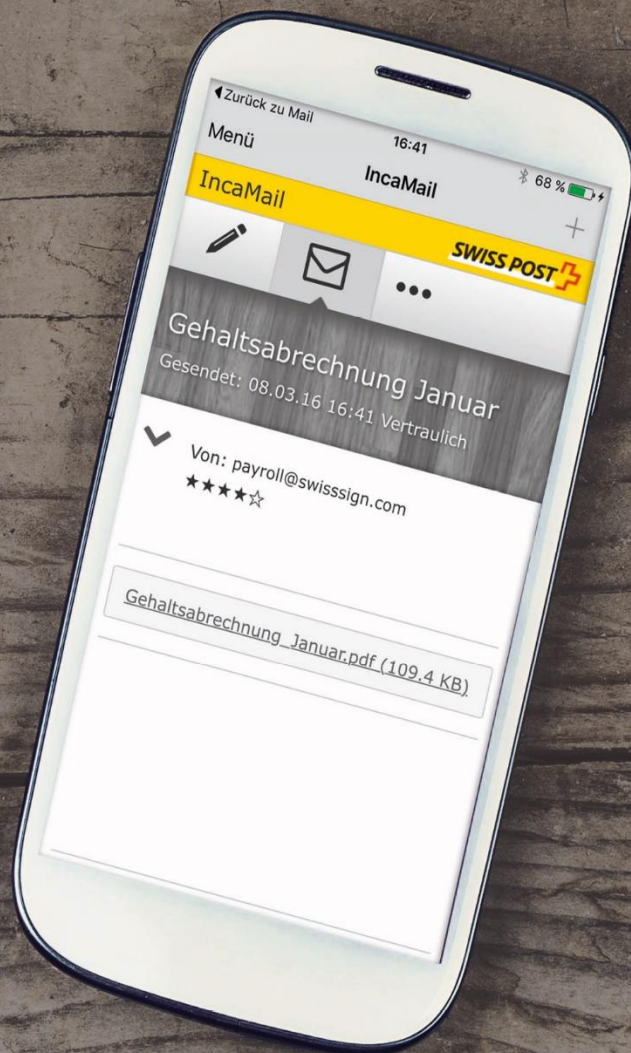 Zurück zu Mail
16:41
68 %
Menü
IncaMail
IncaMail
SWISS POST
Gehaltsabrechnung Januar
Gesendet: 08.03.16 16:41 Vertraulich
Von: payroll@swisssign.com
★★★★☆
Gehaltsabrechnung_Januar.pdf (109.4 KB)